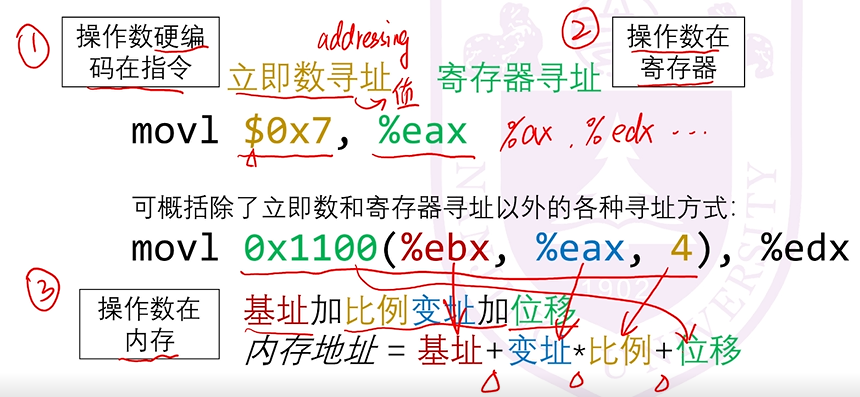 ① 操作数硬编码在指令
addressing
② 操作数在寄存器
立即数寻址 → 值 寄存器寻址
movl $0x7, %eax %ax . %edx ...
可概括除了立即数和寄存器寻址以外的各种寻址方式:
movl 0x1100(%ebx, %eax, 4), %edx
③ 操作数在内存
基址加比例变址加位移
内存地址 = 基址+变址*比例+位移
1902
UNIVERSITY